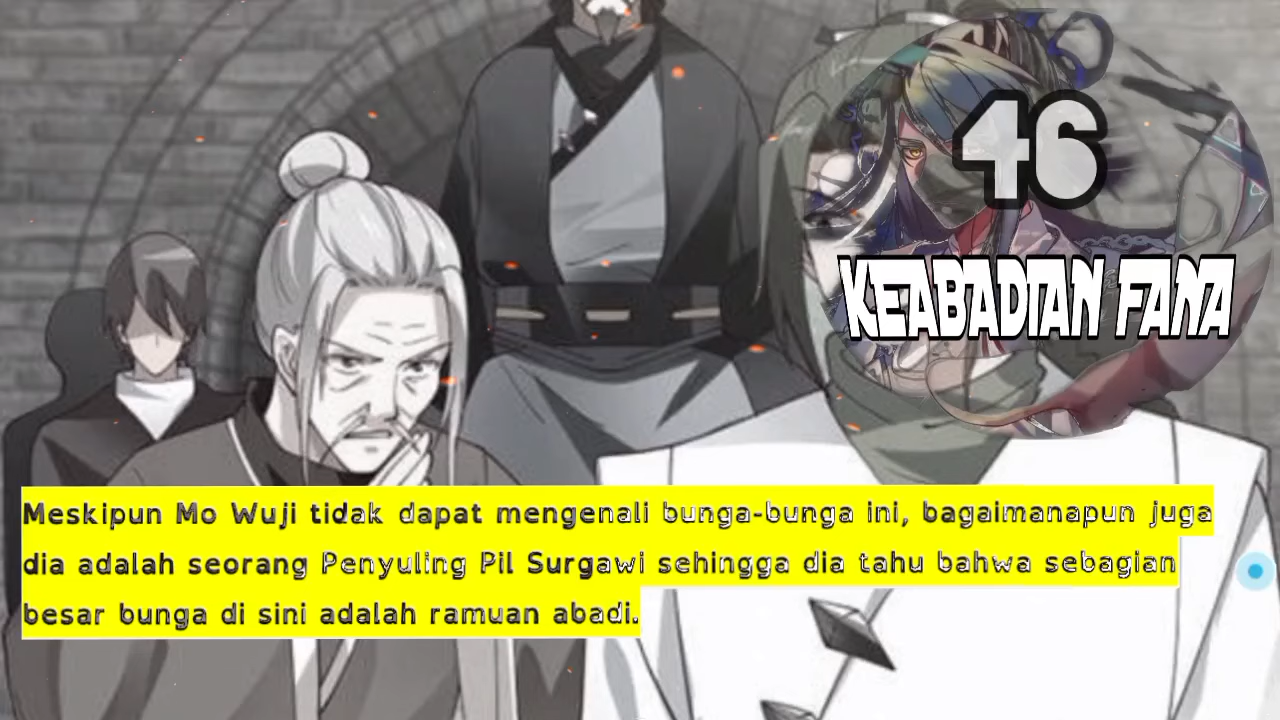 46
KEABADIAN FANA
Meskipun Mo Wuji tidak dapat mengenali bunga-bunga ini, bagaimanapun juga
dia adalah seorang Penyuling Pil Surgawi sehingga dia tahu bahwa sebagian
besar bunga di sini adalah ramuan abadi.